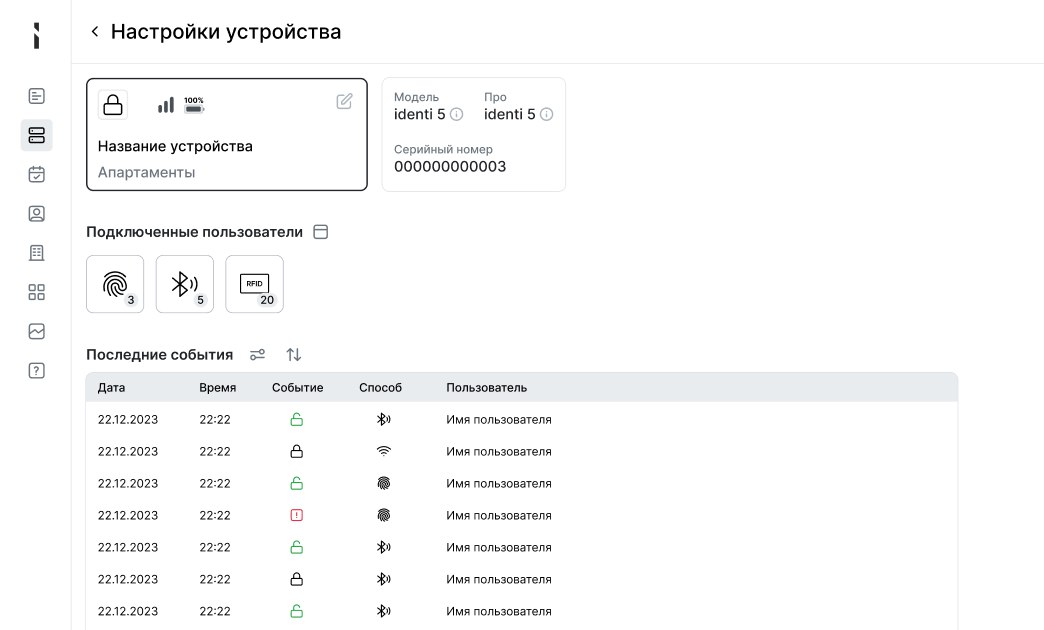 Настройки устройства
100%
Название устройства
Апартаменты
Модель Про
identi 5 identi 5
Серийный номер
000000000003
Подключенные пользователи
3 5 RFID 20
Последние события
Дата Время Событие Способ Пользователь
22.12.2023 22:22 Имя пользователя
22.12.2023 22:22 Имя пользователя
22.12.2023 22:22 Имя пользователя
22.12.2023 22:22 Имя пользователя
22.12.2023 22:22 Имя пользователя
22.12.2023 22:22 Имя пользователя
22.12.2023 22:22 Имя пользователя